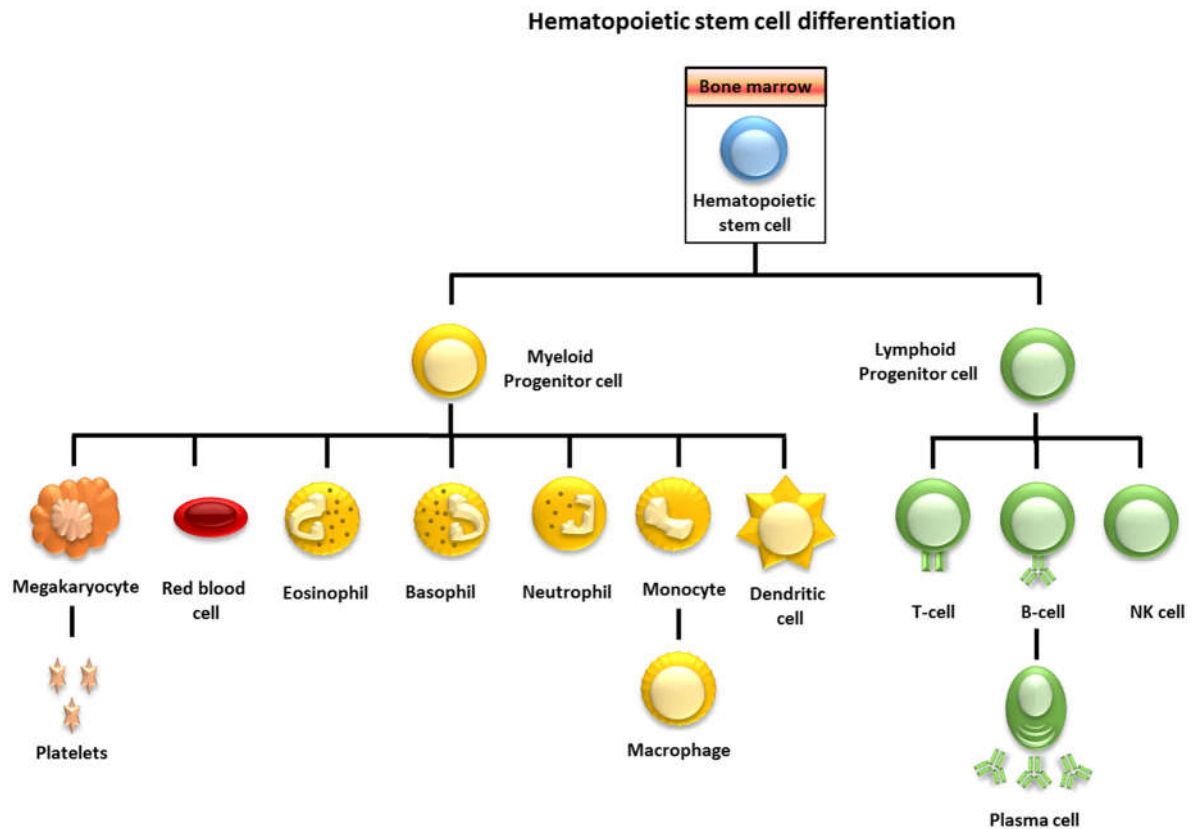 Hematopoietic stem cell differentiation
Bone marrow
Hematopoietic
stem cell
Myeloid
Progenitor cell
Lymphoid
Progenitor cell
Megakaryocyte
Red blood
cell
Eosinophil
Basophil
Neutrophil
Monocyte
Dendritic
cell
T-cell
B-cell
NK cell
Platelets
Macrophage
Plasma cell